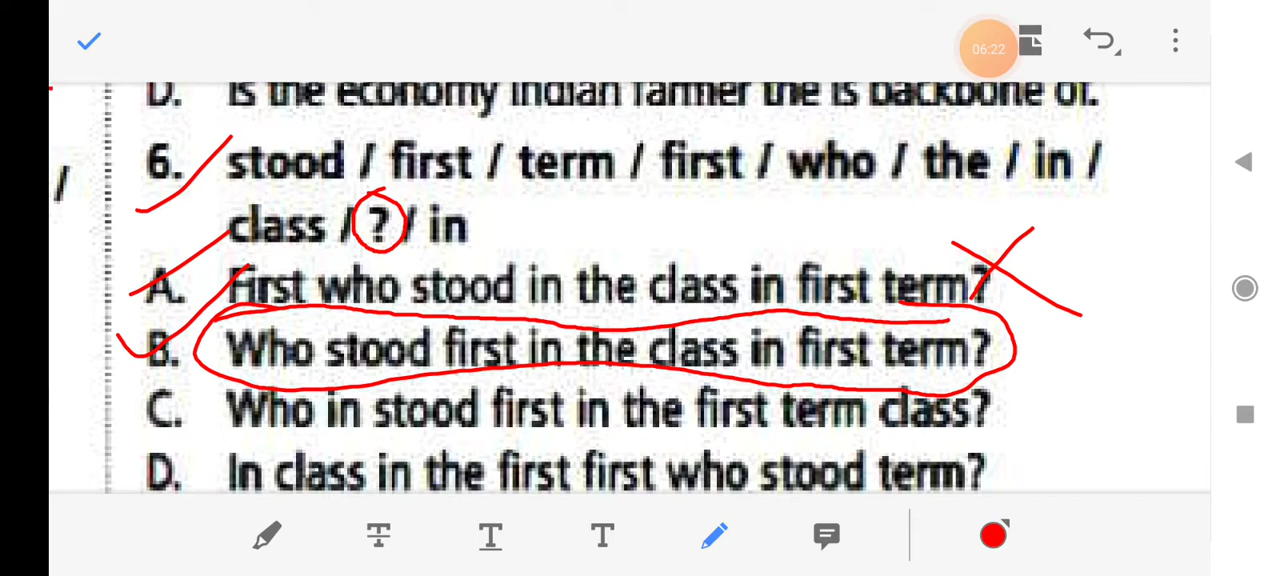 06:22
D. Is the economy Indian farmer the is backbone of.
/ 6. stood / first / term / first / who / the / in /
class / ? / in
A. First who stood in the class in first term?
B. Who stood first in the class in first term?
C. Who in stood first in the first term class?
D. In class in the first first who stood term?
T T T